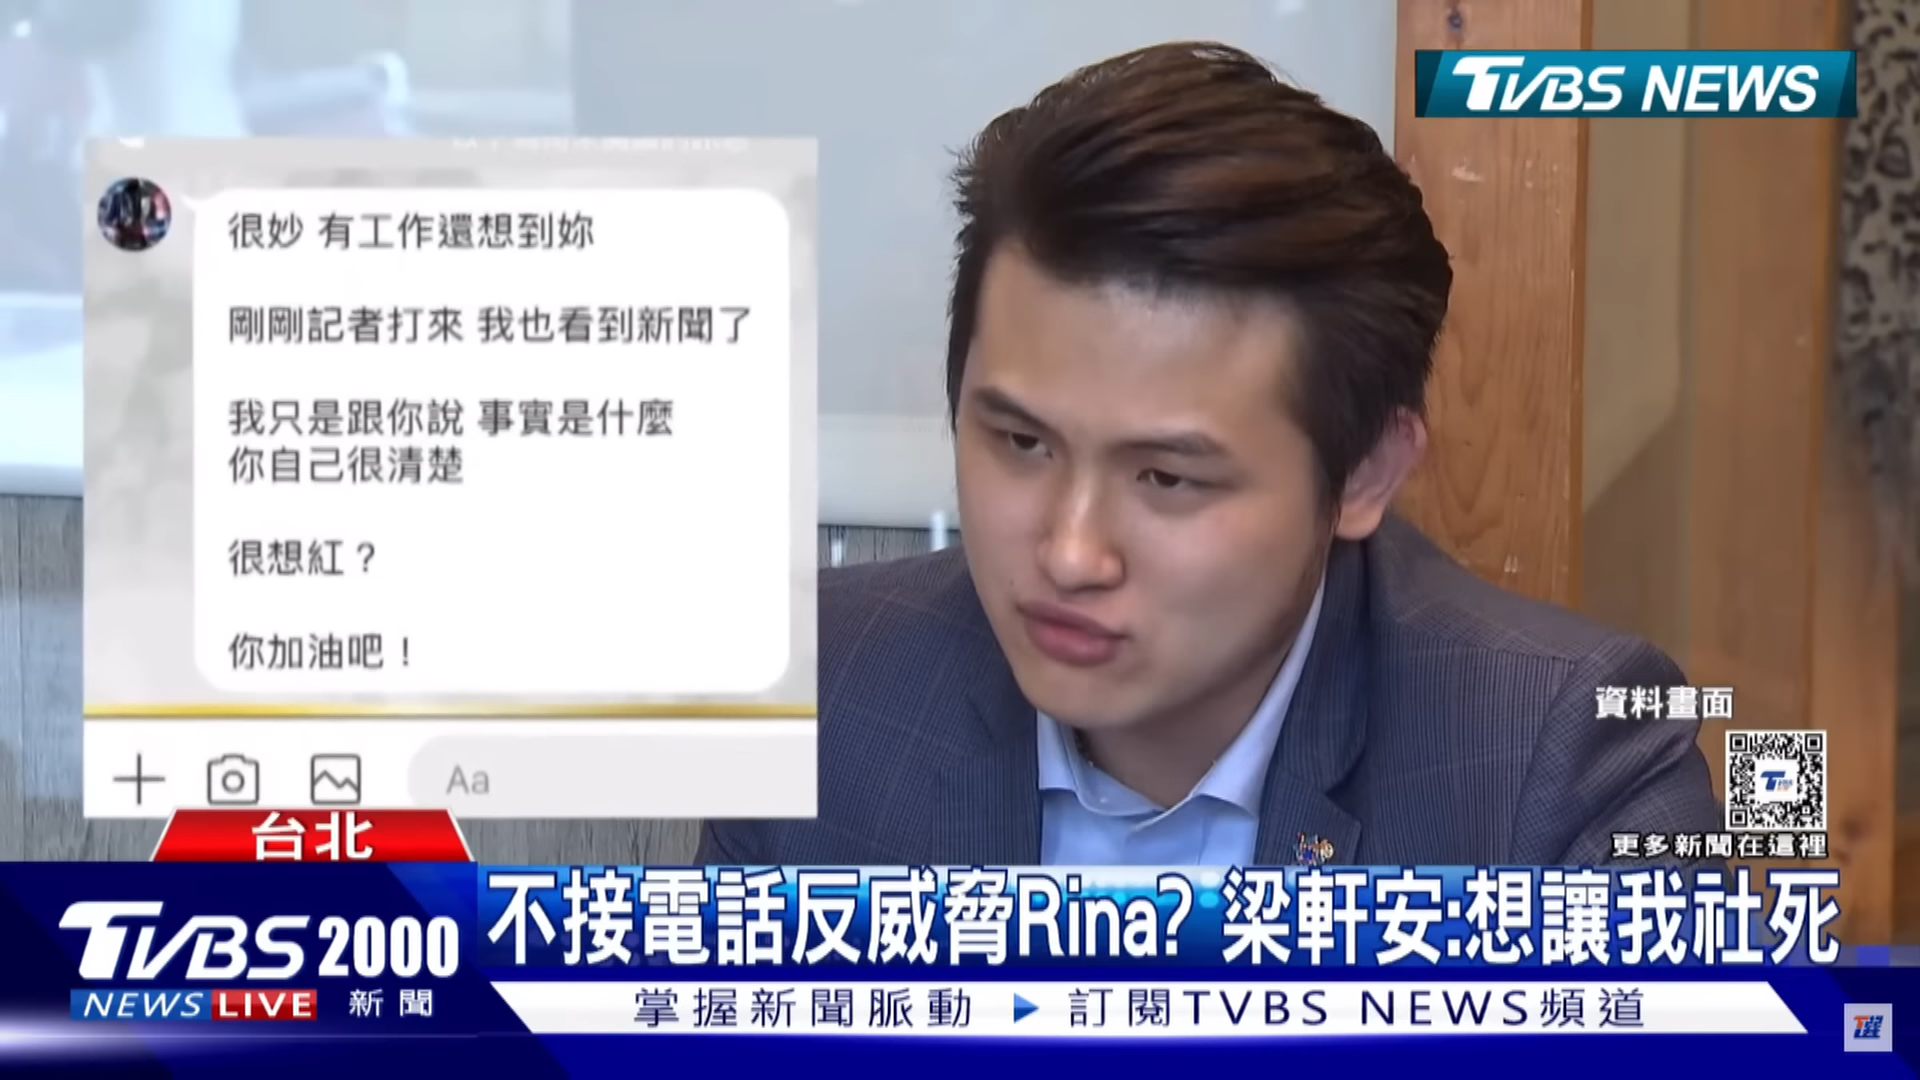 TVBS NEWS
很妙 有工作還想到妳
剛剛記者打來 我也看到新聞了
我只是跟你說 事實是什麼
你自己很清楚
很想紅？
你加油吧！
Aa
資料畫面
更多新聞在這裡
台北
不接電話反威脅Rina? 梁軒安:想讓我社死
TVBS 2000
NEWS LIVE 新聞
掌握新聞脈動 ▶ 訂閱TVBS NEWS頻道
T選